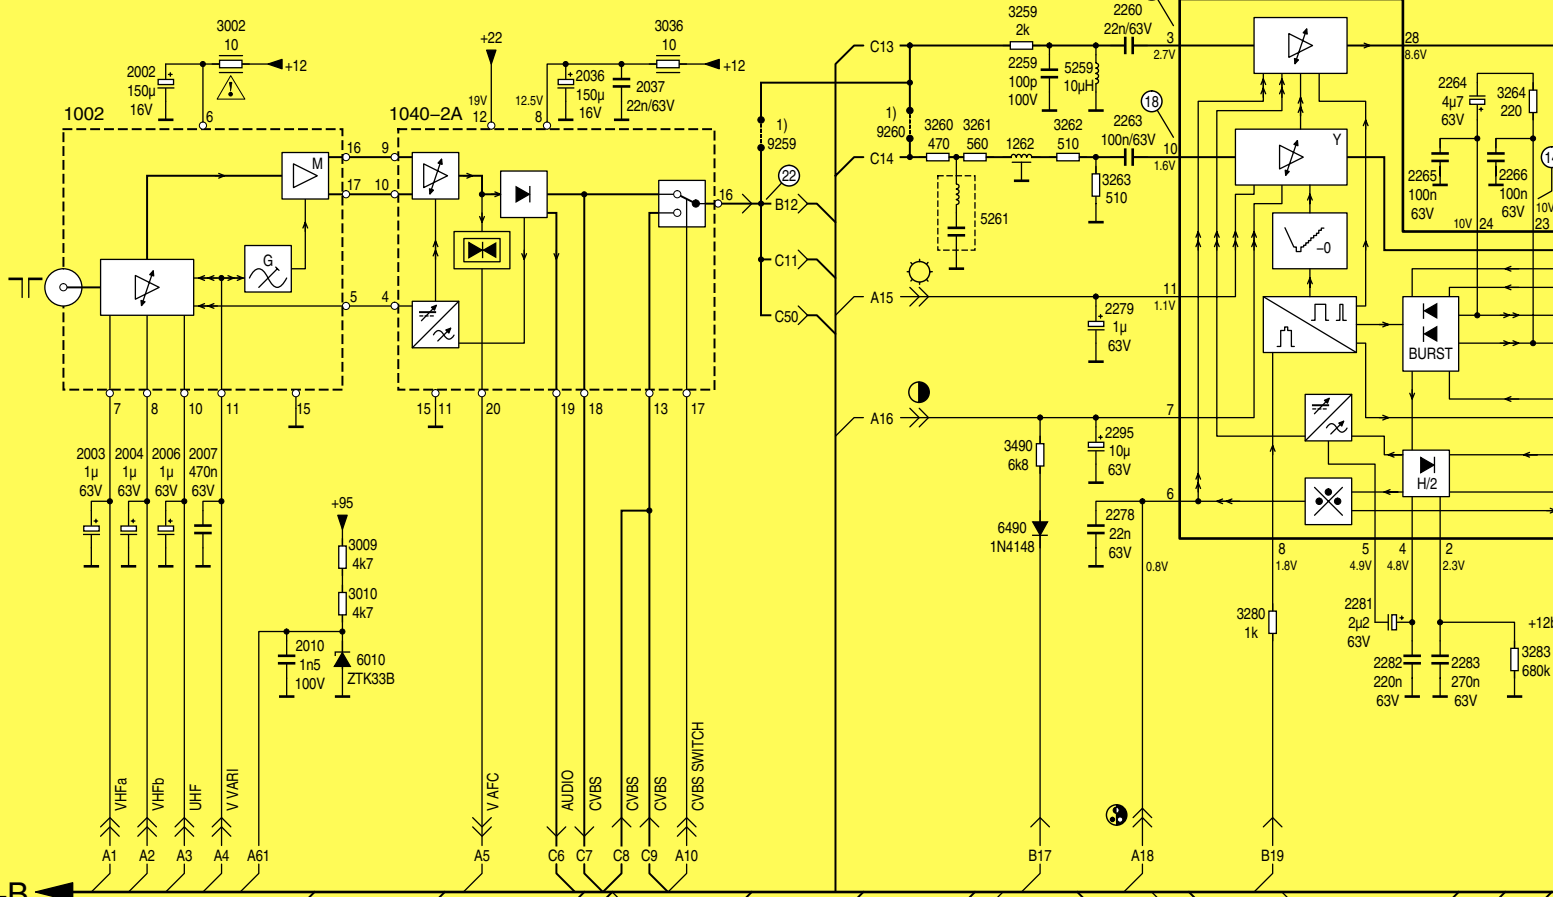 3002
10
+12
2002
150µ
16V
6
1002
+22
19V
12
12.5V
8
2036
150µ
16V
2037
22n/63V
3036
10
+12
1040-2A
M
16
17
9
10
G
5
4
7
8
10
11
15
15
11
20
19
18
13
17
16
1)
9259
22
B12
C11
C50
C13
C14
1)
9260
3259
2k
2260
22n/63V
2259
100p
100V
5259
10µH
3
2.7V
18
3260
470
3261
560
1262
3262
510
2263
100n/63V
10
1.6V
3263
510
5261
A15
11
1.1V
2279
1µ
63V
A16
7
2295
10µ
63V
3490
6k8
6490
1N4148
2278
22n
63V
6
0.8V
28
8.6V
Y
-0
2264
4µ7
63V
3264
220
2265
100n
63V
2266
100n
63V
10V
24
10V
23
BURST
H/2
8
1.8V
5
4.9V
4
4.8V
2
2.3V
3280
1k
2281
2µ2
63V
2282
220n
63V
2283
270n
63V
3283
680k
2003
1µ
63V
2004
1µ
63V
2006
1µ
63V
2007
470n
63V
+95
3009
4k7
3010
4k7
2010
1n5
100V
6010
ZTK33B
VHFa
VHFb
UHF
V VARI
V AFC
AUDIO
CVBS
CVBS
CVBS
CVBS SWITCH
A1
A2
A3
A4
A61
A5
C6
C7
C8
C9
A10
B17
A18
B19